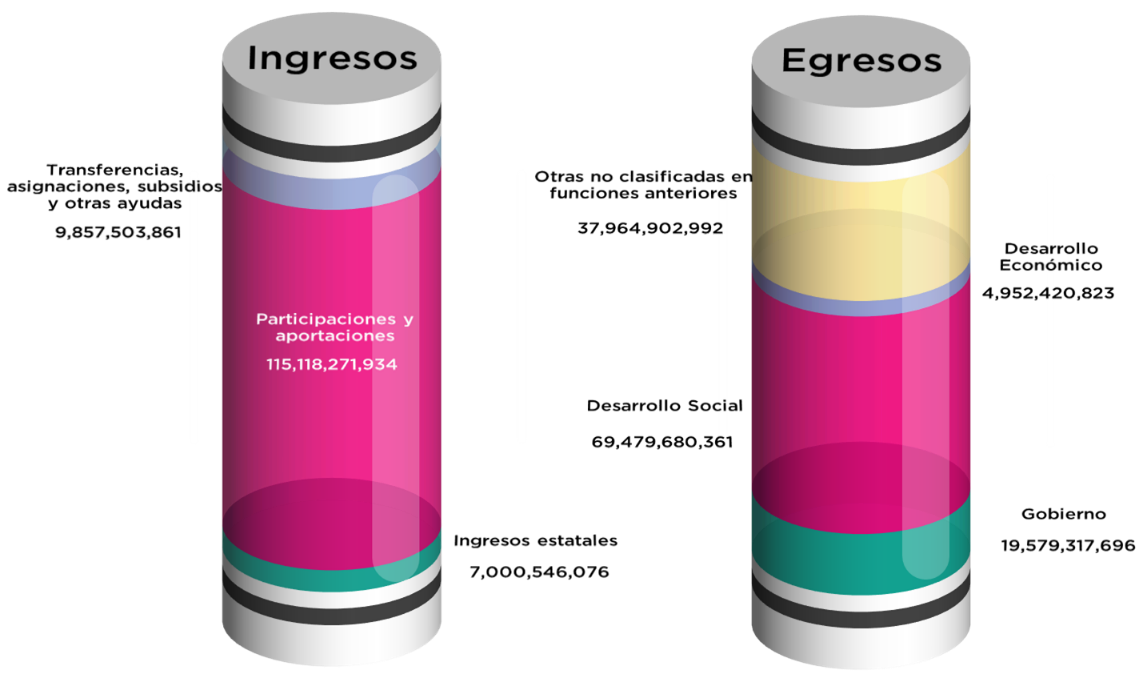 Ingresos
Transferencias,
asignaciones, subsidios
y otras ayudas
9,857,503,861
Participaciones y
aportaciones
115,118,271,934
Ingresos estatales
7,000,546,076
Egresos
Otras no clasificadas en
funciones anteriores
37,964,902,992
Desarrollo
Económico
4,952,420,823
Desarrollo Social
69,479,680,361
Gobierno
19,579,317,696